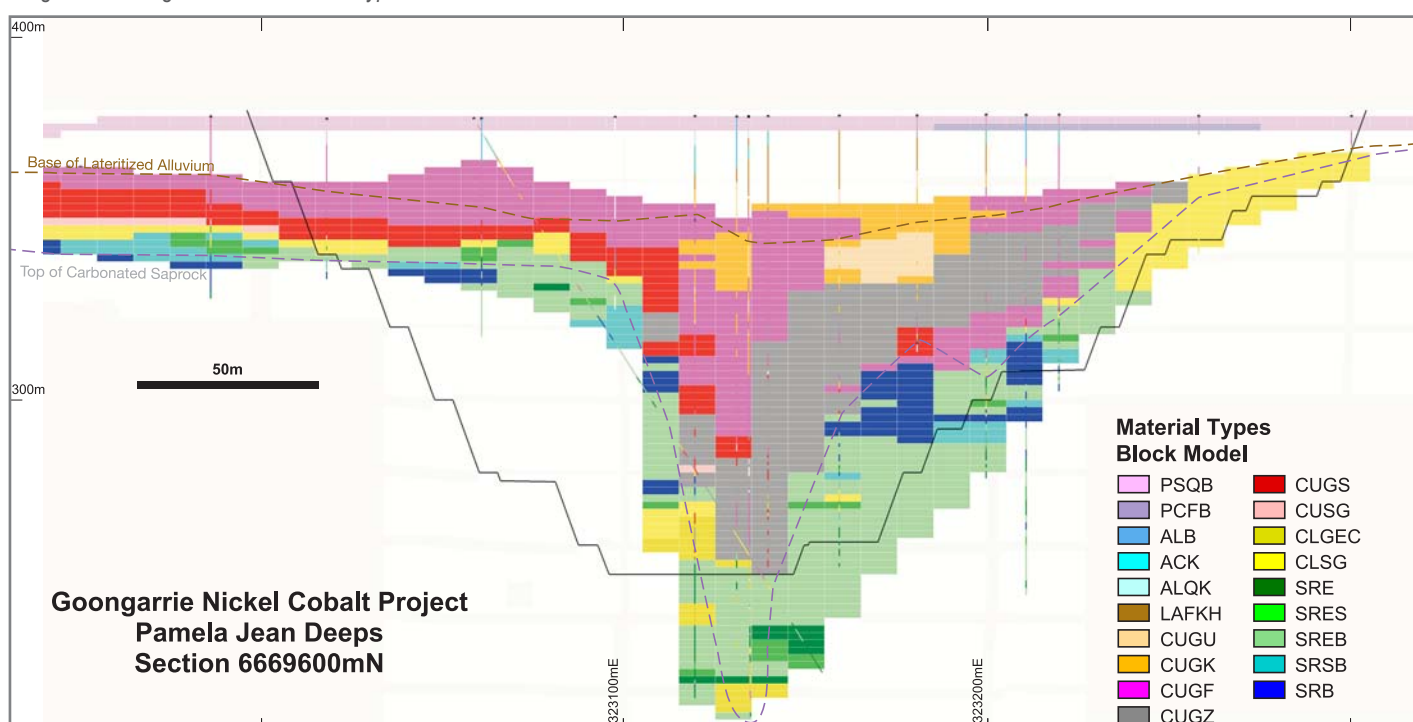 400m
Base of Lateritized Alluvium
Top of Carbonated Saprock
50m
300m
Goongarrie Nickel Cobalt Project
Pamela Jean Deeps
Section 6669600mN
323100mE
323200mE
Material Types
Block Model
PSQB
PCFB
ALB
ACK
ALQK
LAFKH
CUGU
CUGK
CUGF
CUGZ
CUGS
CUSG
CLGEC
CLSG
SRE
SRES
SREB
SRSB
SRB